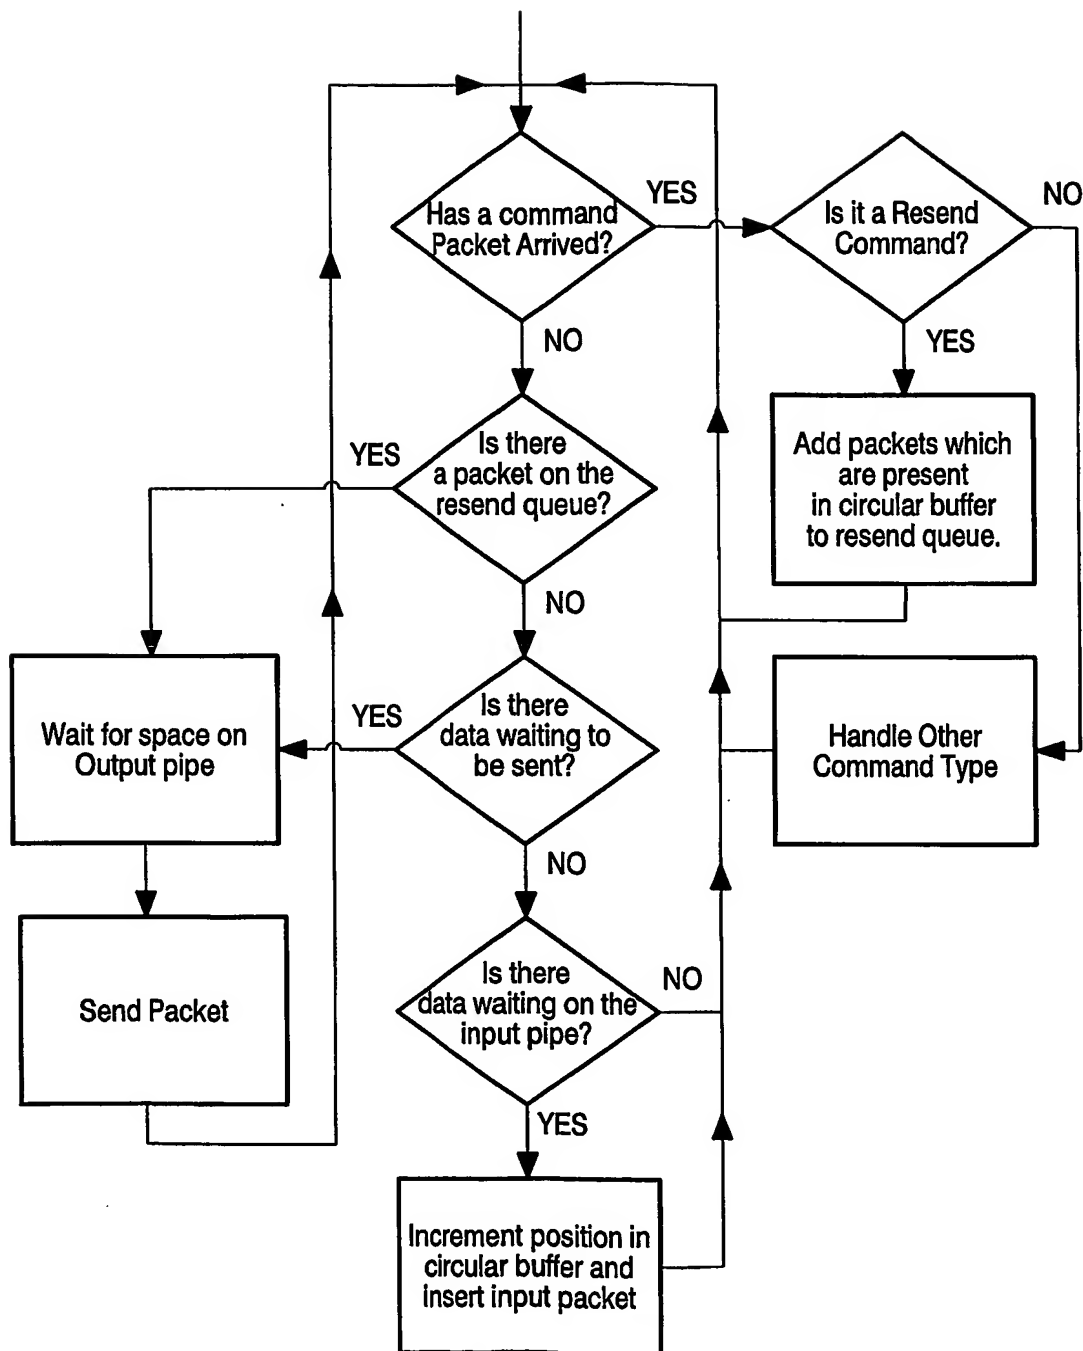 Has a command
Packet Arrived?
YES
Is it a Resend
Command?
NO
NO
YES
Is there
a packet on the
resend queue?
YES
Add packets which
are present
in circular buffer
to resend queue.
NO
Is there
data waiting to
be sent?
YES
Wait for space on
Output pipe
Handle Other
Command Type
NO
Send Packet
Is there
data waiting on the
input pipe?
NO
YES
Increment position in
circular buffer and
insert input packet